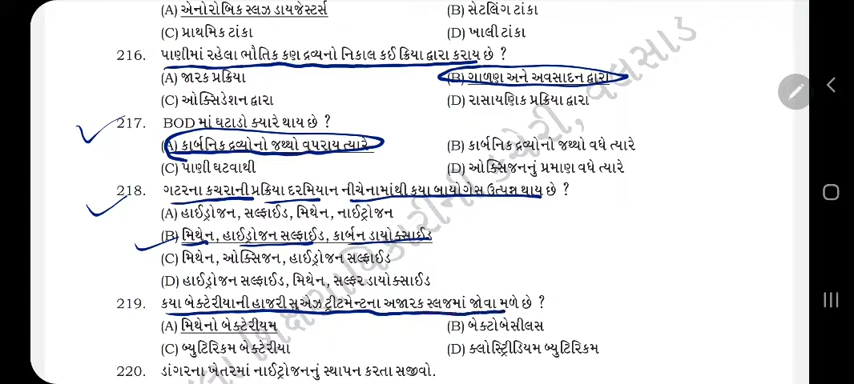 (A) એનોરોબિક સ્લઝ ડાયજેસ્ટર્સ (B) સેટલિંગ ટાંકા
(C) પ્રાથમિક ટાંકા (D) ખાલી ટાંકા
216. પાણીમાં રહેલા ભૌતિક કણ દ્રવ્યનો નિકાલ કઈ ક્રિયા દ્વારા કરાય છે ?
(A) જારક પ્રક્રિયા (B) ગાળણ અને અવસાદન દ્વારા
(C) ઓક્સિડેશન દ્વારા (D) રાસાયણિક પ્રક્રિયા દ્વારા
217. BOD માં ઘટાડો ક્યારે થાય છે ?
(A) કાર્બનિક દ્રવ્યોનો જથ્થો વપરાય ત્યારે (B) કાર્બનિક દ્રવ્યોનો જથ્થો વધે ત્યારે
(C) પાણી ઘટવાથી (D) ઓક્સિજનનું પ્રમાણ વધે ત્યારે
218. ગટરના કચરાની પ્રક્રિયા દરમિયાન નીચેનામાંથી કયા બાયોગેસ ઉત્પન્ન થાય છે ?
(A) હાઈડ્રોજન, સલ્ફાઈડ, મિથેન, નાઈટ્રોજન
(B) મિથેન, હાઈડ્રોજન સલ્ફાઈડ, કાર્બન ડાયોક્સાઈડ
(C) મિથેન, ઓક્સિજન, હાઈડ્રોજન સલ્ફાઈડ
(D) હાઈડ્રોજન સલ્ફાઈડ, મિથેન, સલ્ફર ડાયોક્સાઈડ
219. કયા બેક્ટેરીયાની હાજરી સુએઝ ટ્રીટમેન્ટના અજારક સ્લજમાં જોવા મળે છે ?
(A) મિથેનો બેક્ટેરીયમ (B) બેક્ટોબેસીલસ
(C) બ્યુટિરિકમ બેક્ટેરીયા (D) ક્લોસ્ટ્રીડિયમ બ્યુટિરિકમ
220. ડાંગરના ખેતરમાં નાઈટ્રોજનનું સ્થાપન કરતા સજીવો.